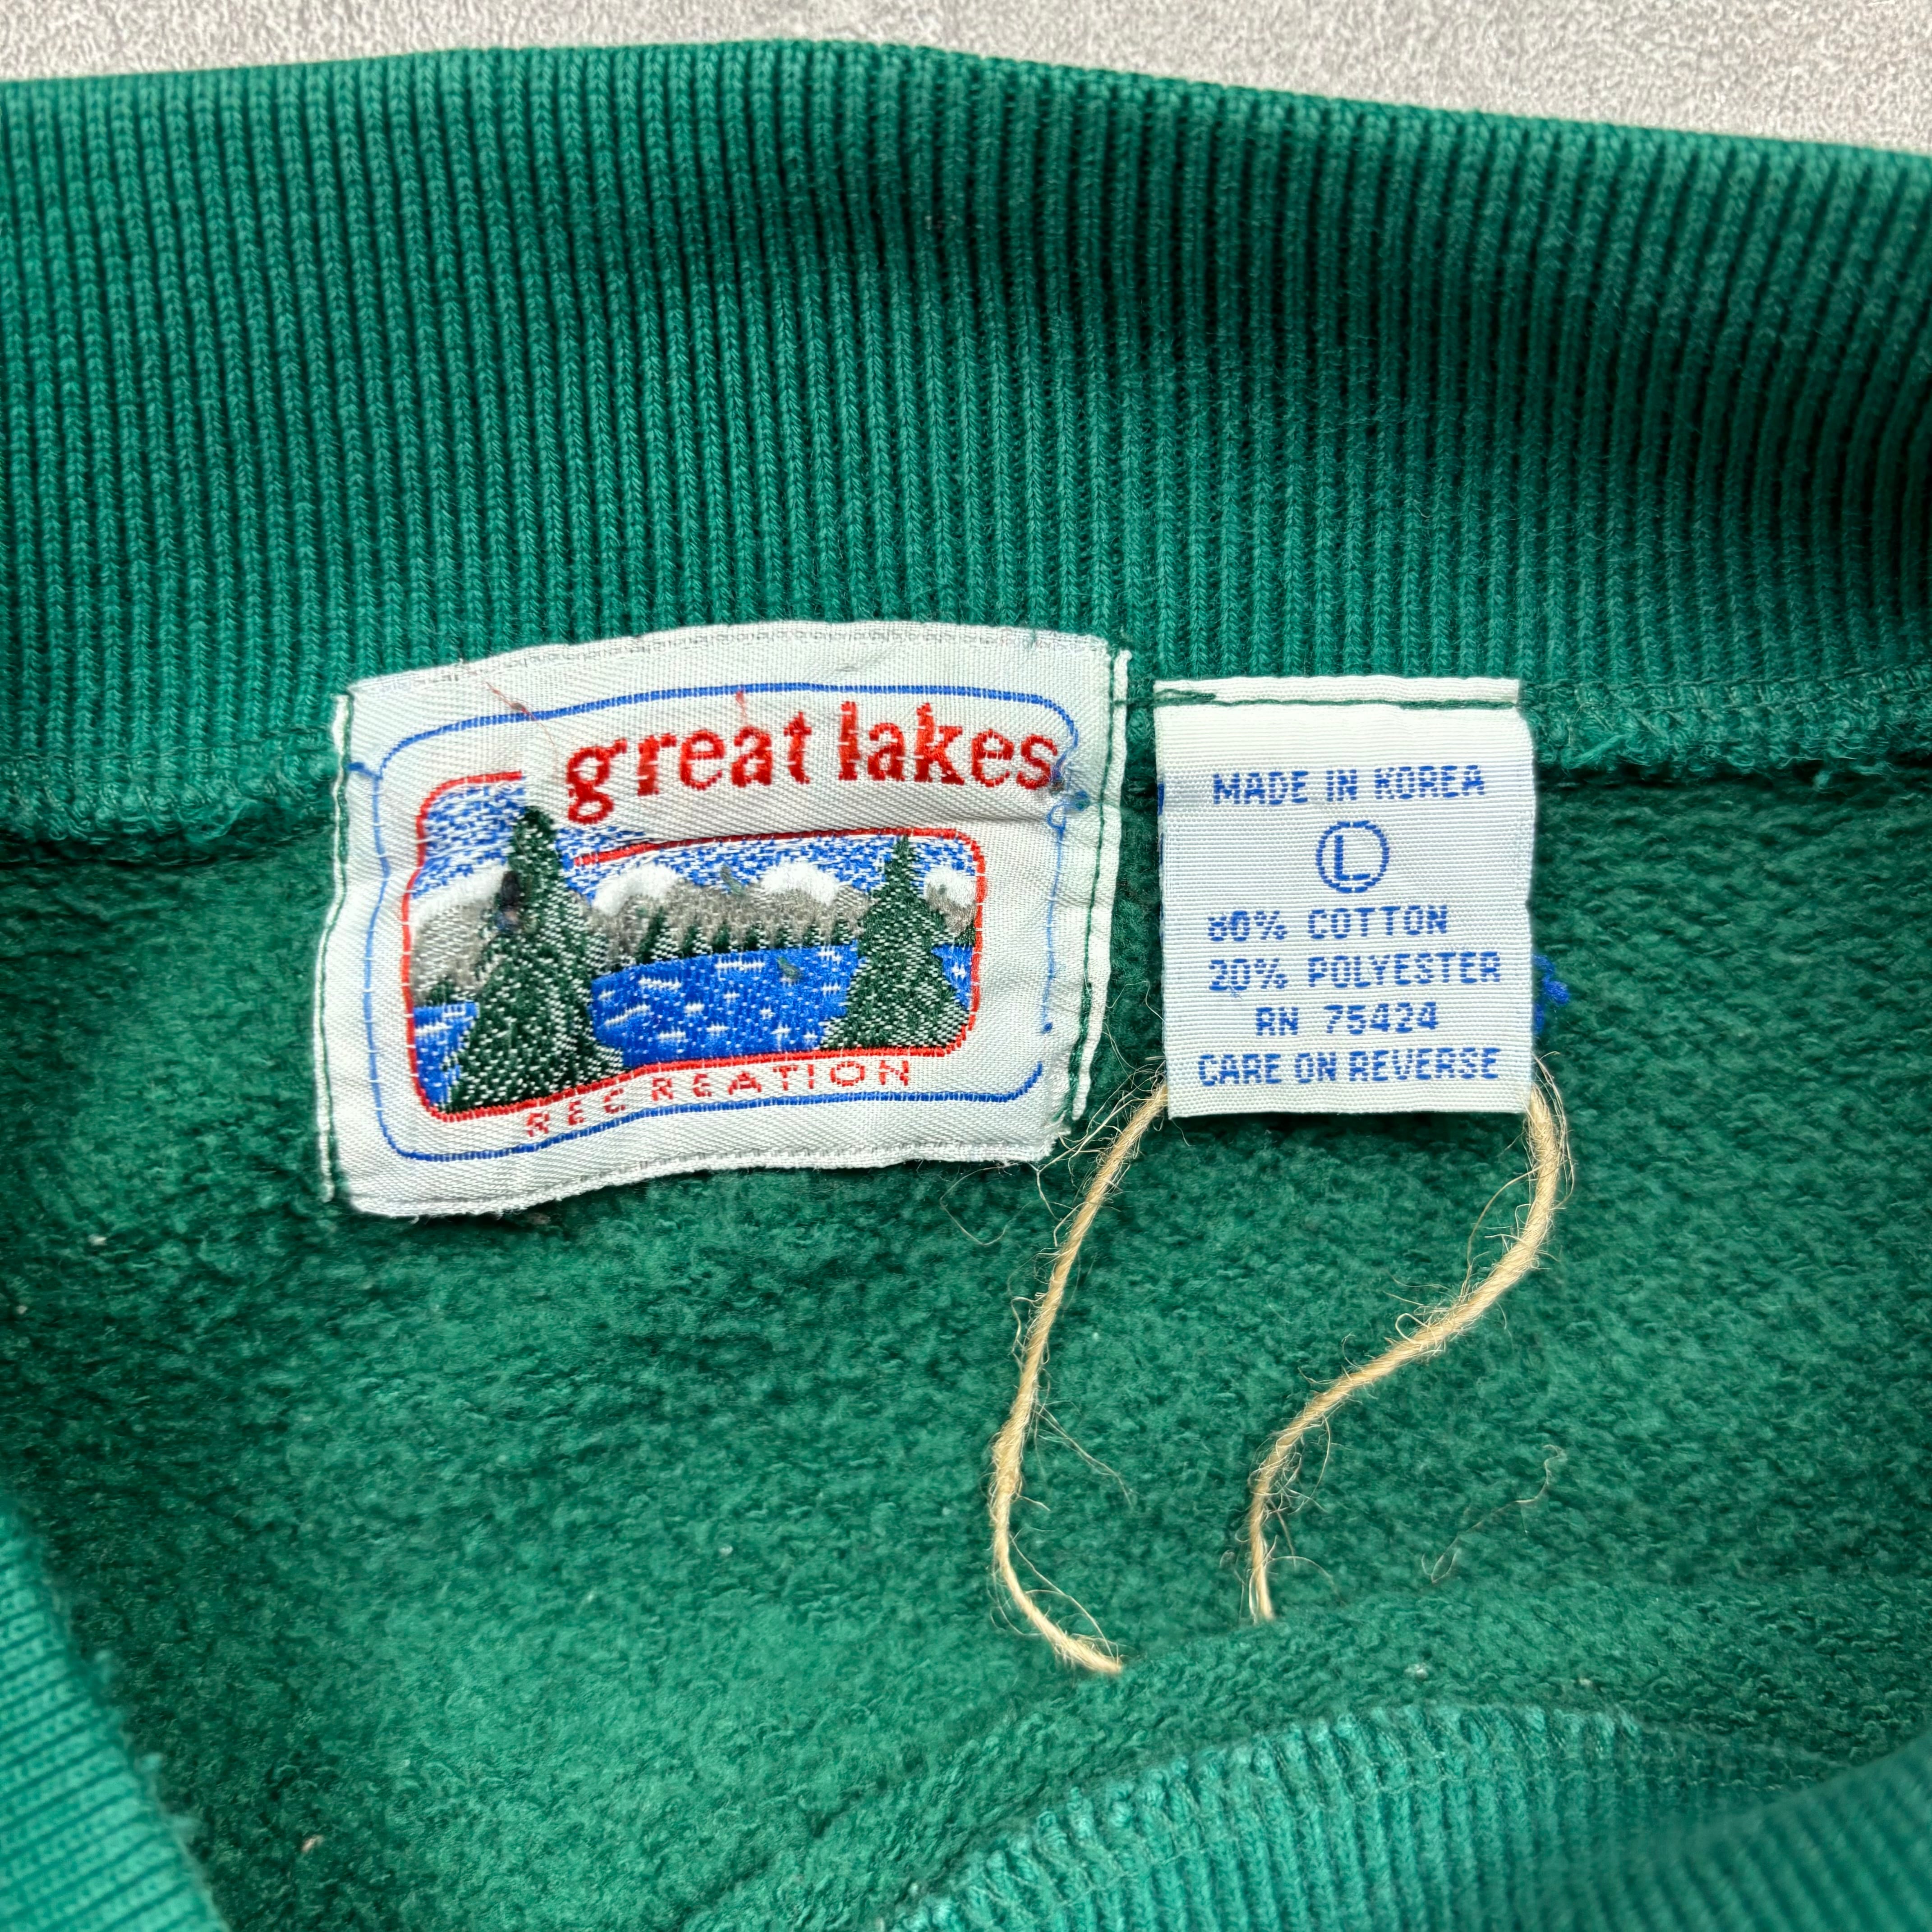 great lakes
RECREATION
MADE IN KOREA
L
80% COTTON
20% POLYESTER
RN 75424
CARE ON REVERSE